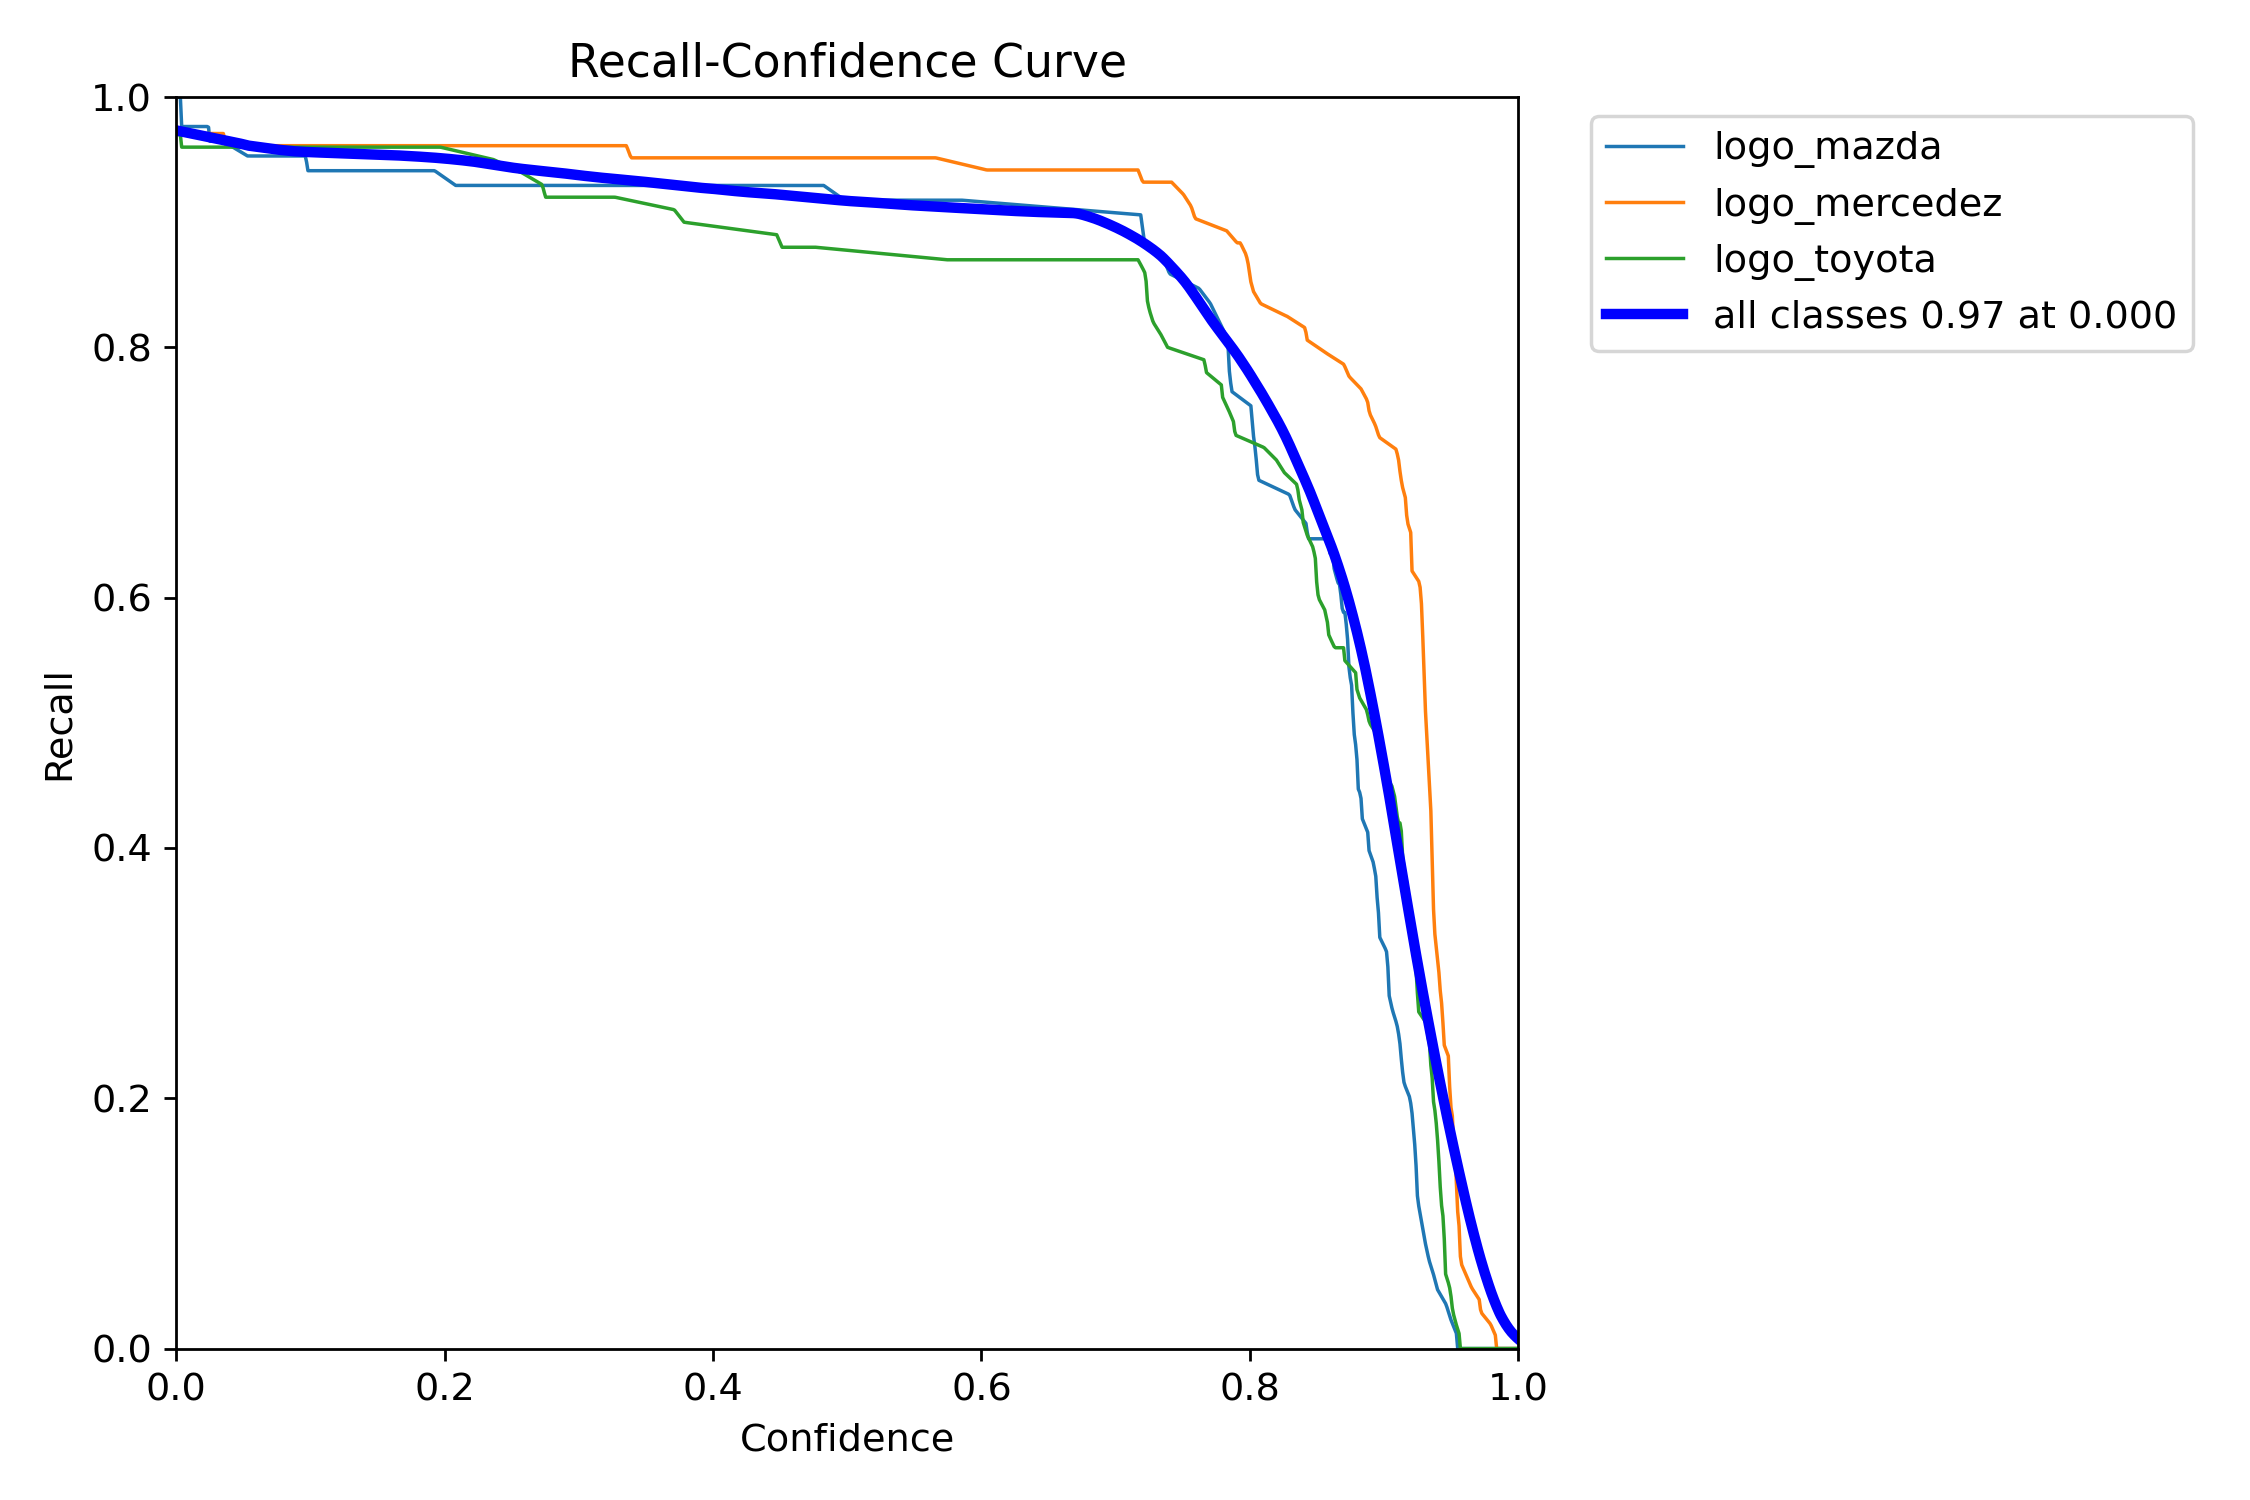 Recall-Confidence Curve
1.0
0.8
0.6
0.4
0.2
0.0
Recall
0.0 0.2 0.4 0.6 0.8 1.0
Confidence
logo_mazda
logo_mercedez
logo_toyota
all classes 0.97 at 0.000